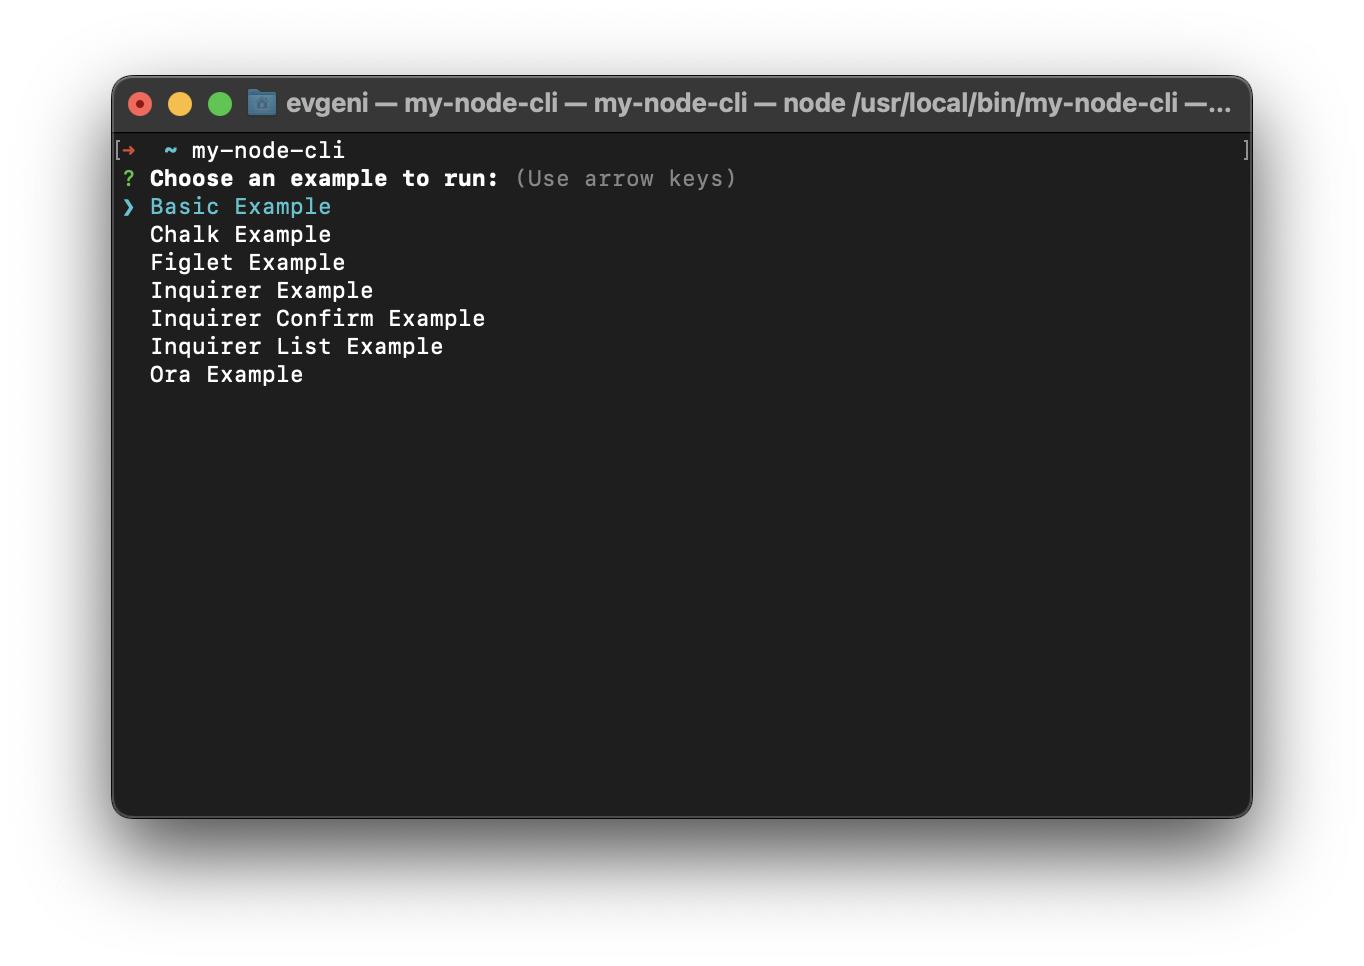 evgeni — my-node-cli — my-node-cli — node /usr/local/bin/my-node-cli —...
[➜ ~ my-node-cli ]
? Choose an example to run: (Use arrow keys)
❯ Basic Example
Chalk Example
Figlet Example
Inquirer Example
Inquirer Confirm Example
Inquirer List Example
Ora Example